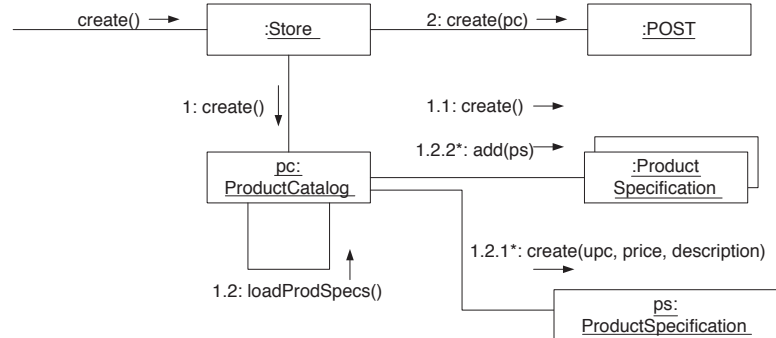 create()
:Store
2: create(pc)
:POST
1: create()
1.1: create()
1.2.2*: add(ps)
pc:
ProductCatalog
:Product
Specification
1.2.1*: create(upc, price, description)
1.2: loadProdSpecs()
ps:
ProductSpecification